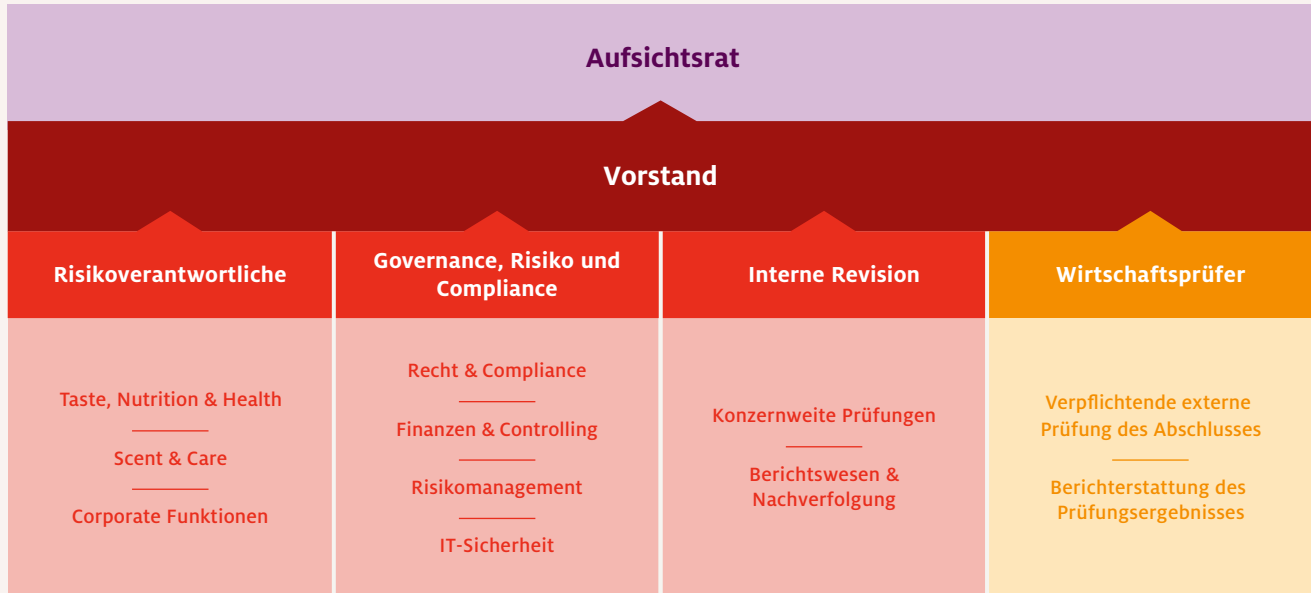 Aufsichtsrat
Vorstand
Risikoverantwortliche
Governance, Risiko und
Compliance
Interne Revision
Wirtschaftsprüfer
Taste, Nutrition & Health
Scent & Care
Corporate Funktionen
Recht & Compliance
Finanzen & Controlling
Risikomanagement
IT-Sicherheit
Konzernweite Prüfungen
Berichtswesen &
Nachverfolgung
Verpflichtende externe
Prüfung des Abschlusses
Berichterstattung des
Prüfungsergebnisses